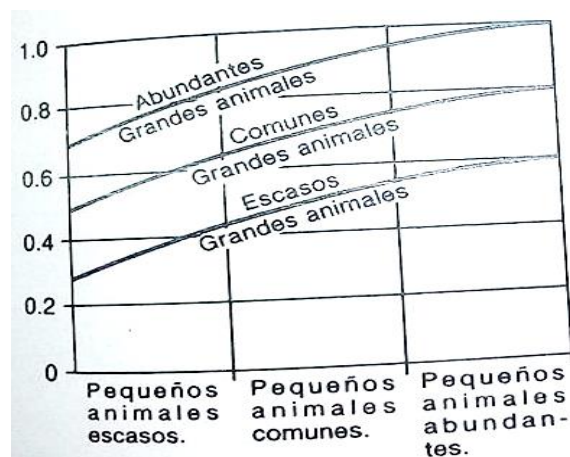 1.0
Abundantes
Grandes animales
0.8
Comunes
Grandes animales
0.6
Escasos
Grandes animales
0.4
0.2
0
Pequeños
animales
escasos.
Pequeños
animales
comunes.
Pequeños
animales
abundan-
tes.